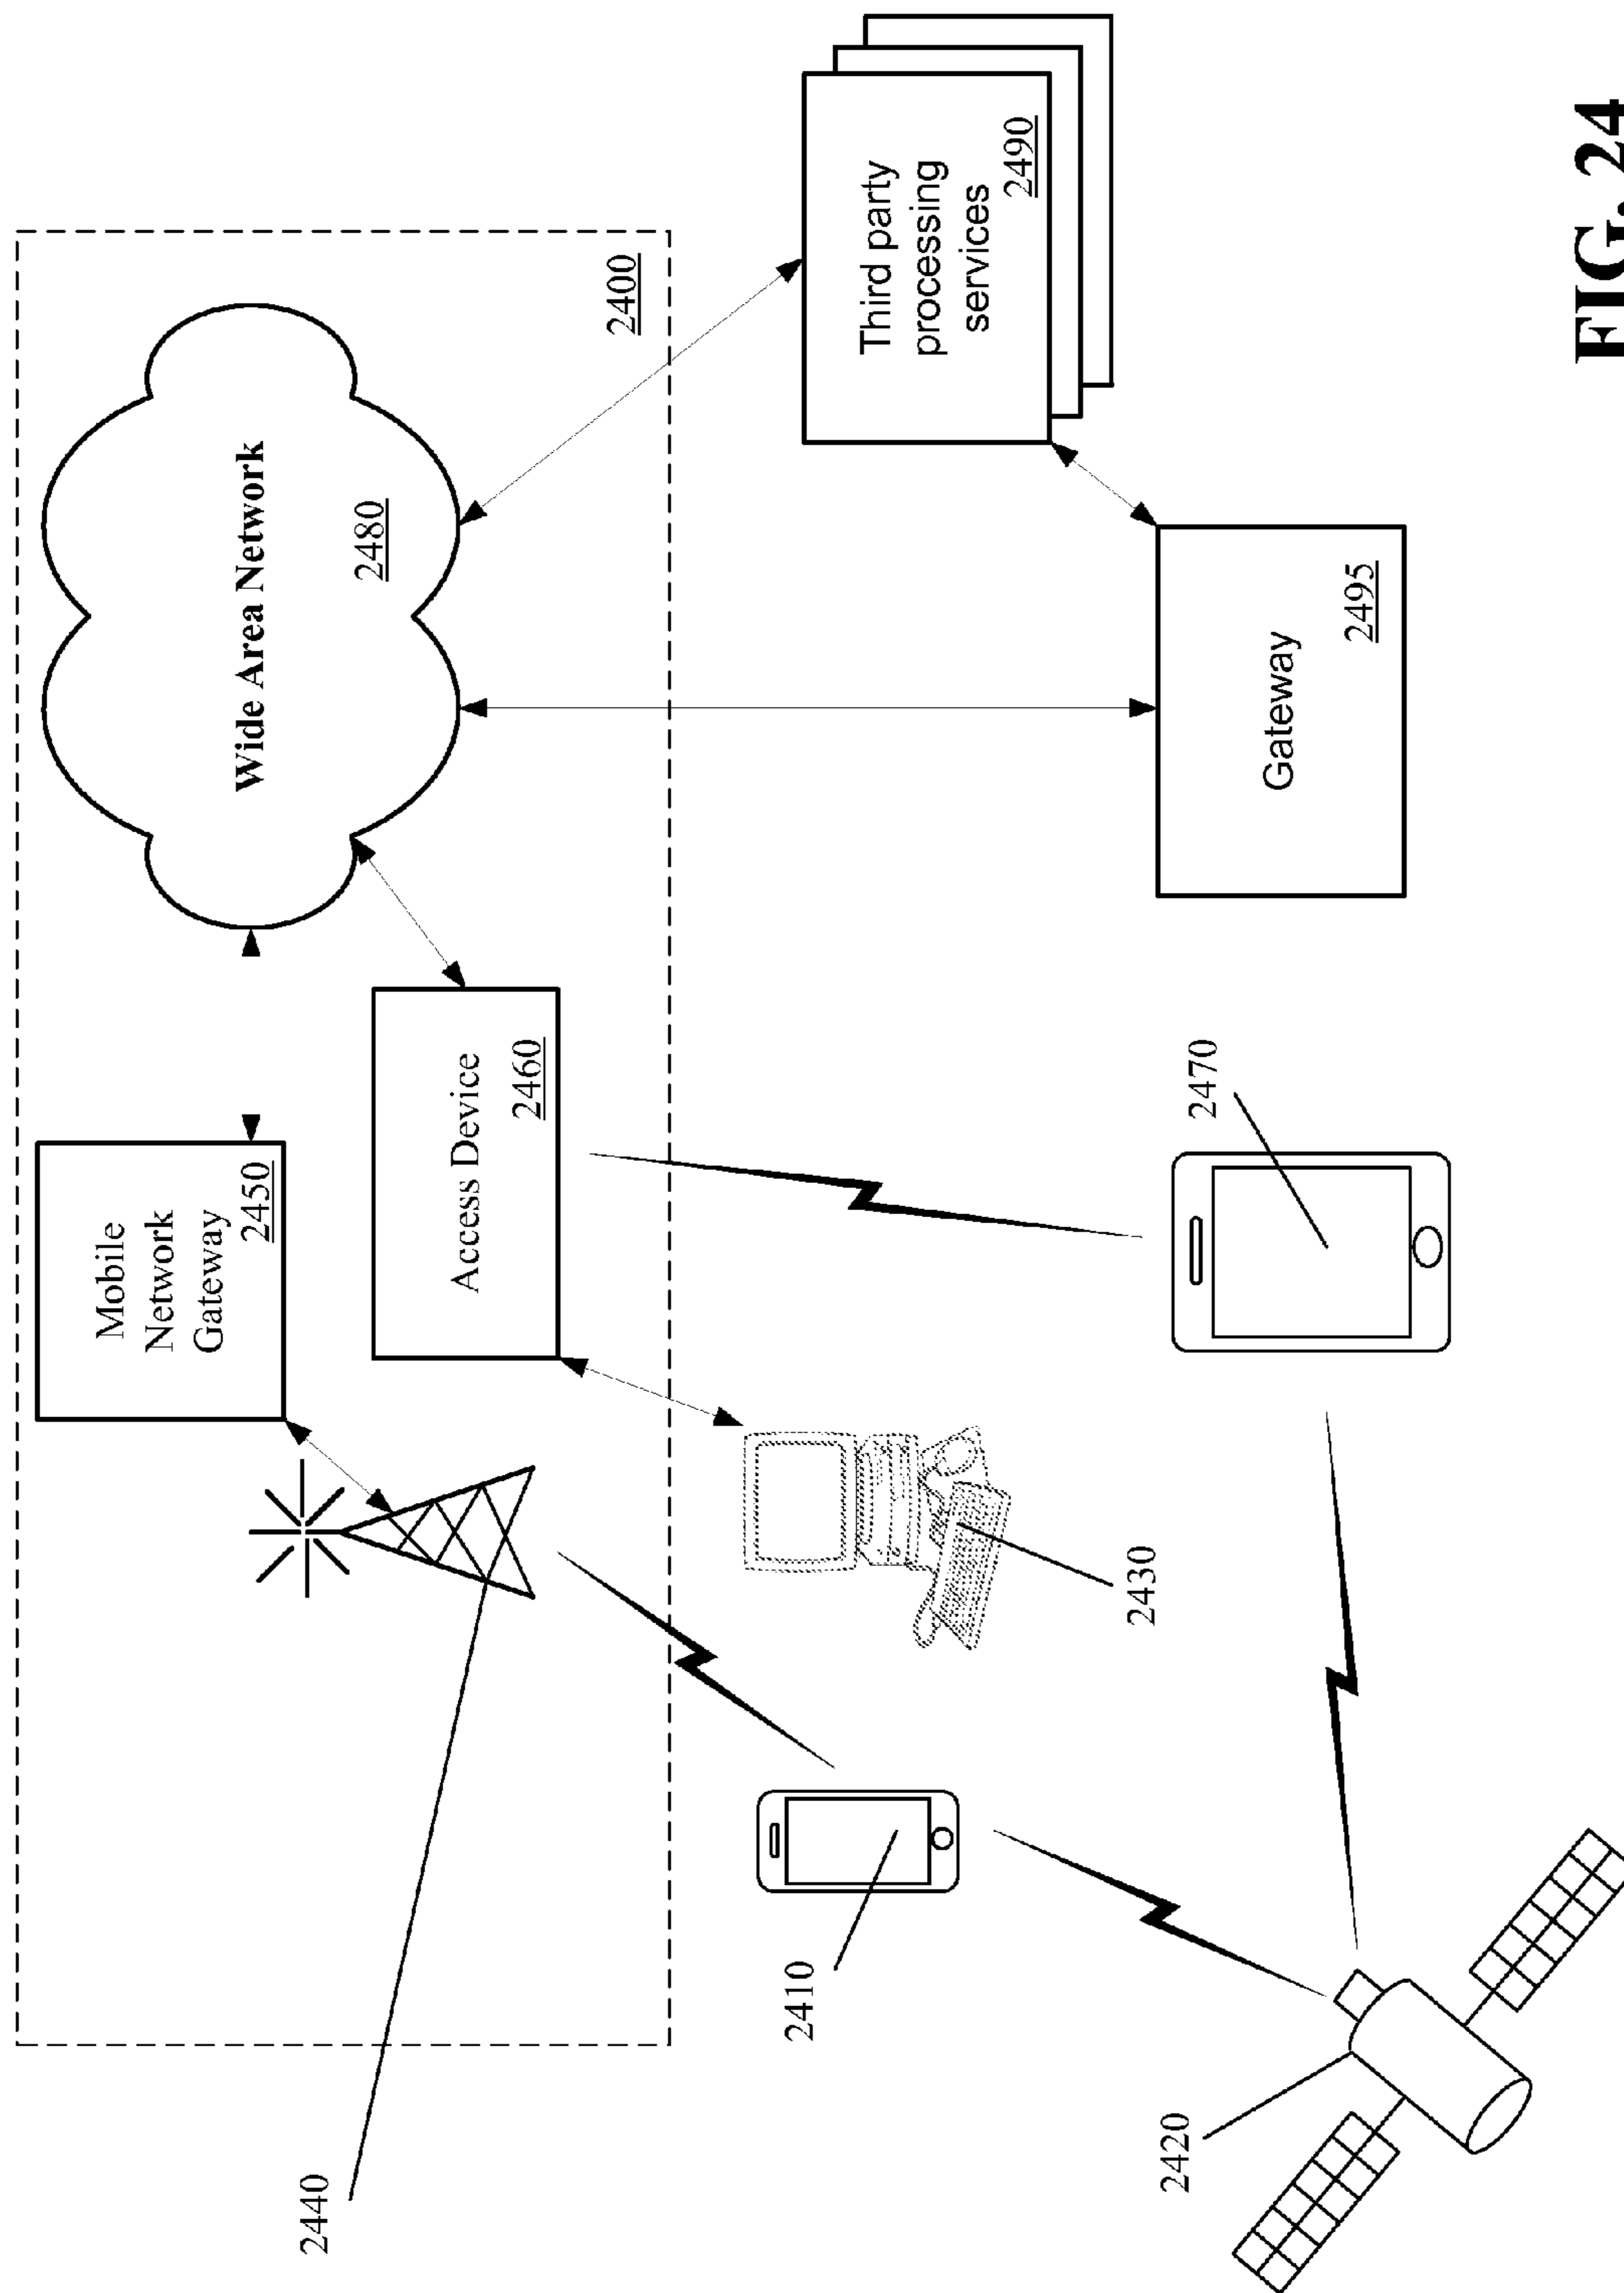 2440
Mobile
Network
Gateway
2450
Wide Area Network
2480
Access Device
2460
2400
2410
2430
2420
2470
Third party
processing
services
2490
Gateway
2495
FIG. 24